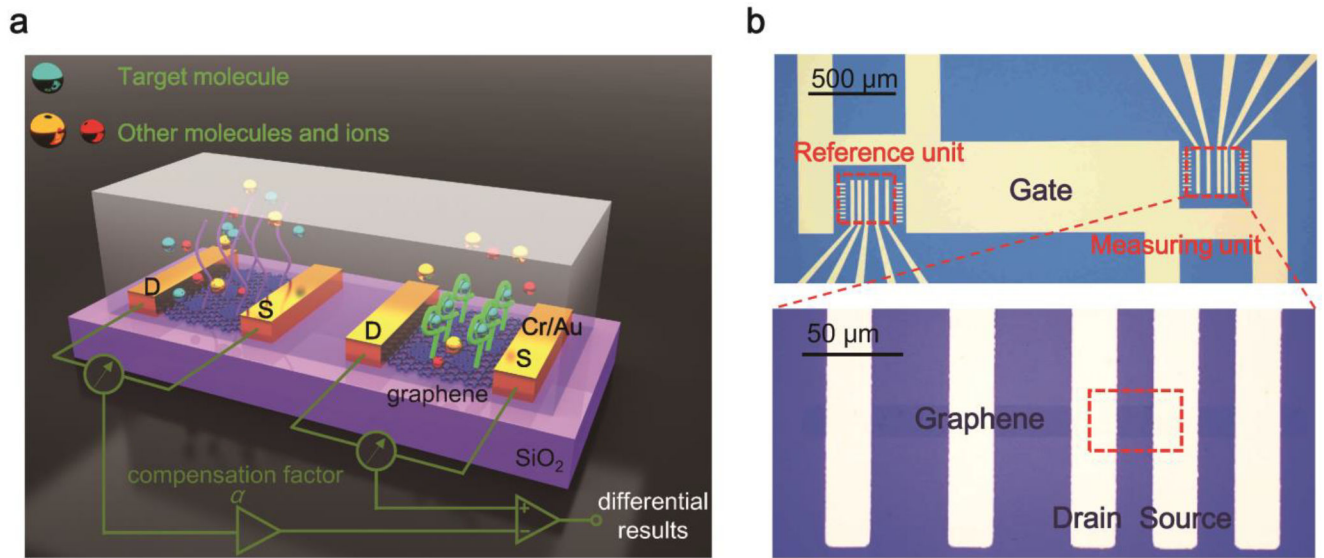 a
Target molecule
Other molecules and ions
D
S
D
Cr/Au
S
graphene
SiO₂
compensation factor
α
+
−
differential
results
b
500 µm
Reference unit
Gate
Measuring unit
50 µm
Graphene
Drain
Source